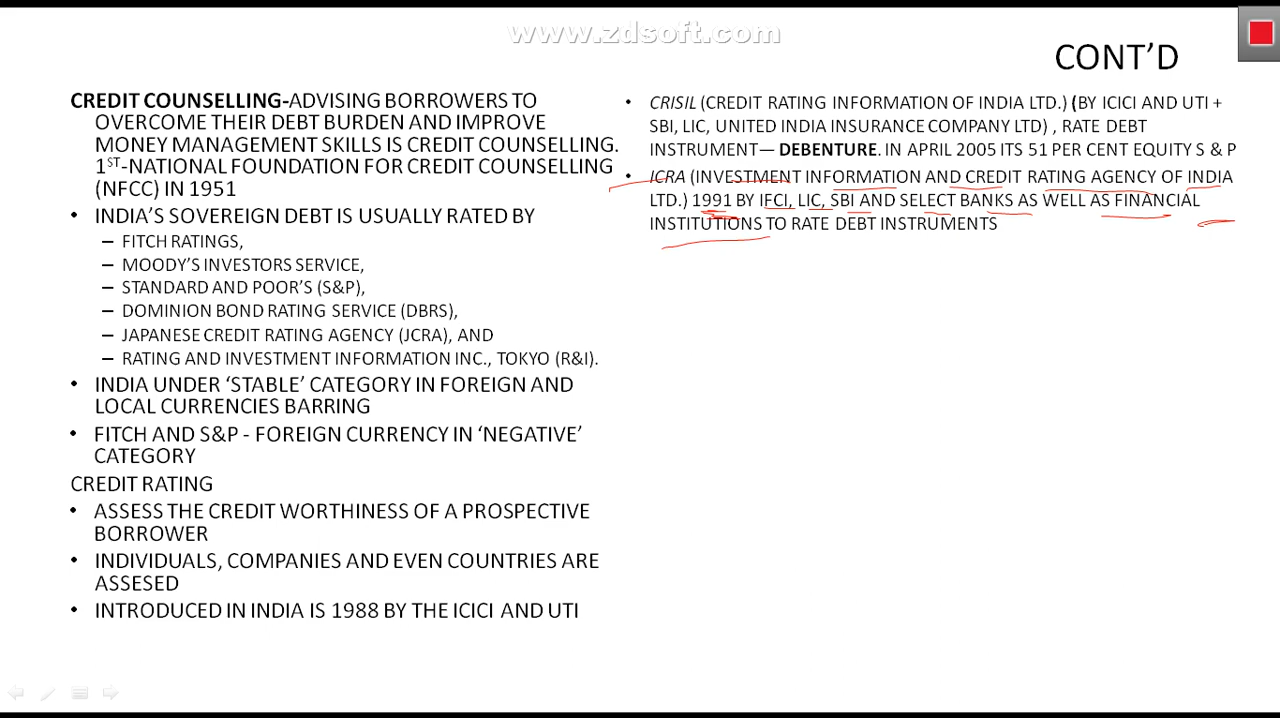 www.zdsoft.com
CONT'D
CREDIT COUNSELLING-ADVISING BORROWERS TO
OVERCOME THEIR DEBT BURDEN AND IMPROVE
MONEY MANAGEMENT SKILLS IS CREDIT COUNSELLING.
1ST-NATIONAL FOUNDATION FOR CREDIT COUNSELLING
(NFCC) IN 1951
• INDIA'S SOVEREIGN DEBT IS USUALLY RATED BY
– FITCH RATINGS,
– MOODY'S INVESTORS SERVICE,
– STANDARD AND POOR'S (S&P),
– DOMINION BOND RATING SERVICE (DBRS),
– JAPANESE CREDIT RATING AGENCY (JCRA), AND
– RATING AND INVESTMENT INFORMATION INC., TOKYO (R&I).
• INDIA UNDER ‘STABLE’ CATEGORY IN FOREIGN AND
LOCAL CURRENCIES BARRING
• FITCH AND S&P - FOREIGN CURRENCY IN ‘NEGATIVE’
CATEGORY
CREDIT RATING
• ASSESS THE CREDIT WORTHINESS OF A PROSPECTIVE
BORROWER
• INDIVIDUALS, COMPANIES AND EVEN COUNTRIES ARE
ASSESED
• INTRODUCED IN INDIA IS 1988 BY THE ICICI AND UTI
• CRISIL (CREDIT RATING INFORMATION OF INDIA LTD.) (BY ICICI AND UTI +
SBI, LIC, UNITED INDIA INSURANCE COMPANY LTD) , RATE DEBT
INSTRUMENT— DEBENTURE. IN APRIL 2005 ITS 51 PER CENT EQUITY S & P
• ICRA (INVESTMENT INFORMATION AND CREDIT RATING AGENCY OF INDIA
LTD.) 1991 BY IFCI, LIC, SBI AND SELECT BANKS AS WELL AS FINANCIAL
INSTITUTIONS TO RATE DEBT INSTRUMENTS